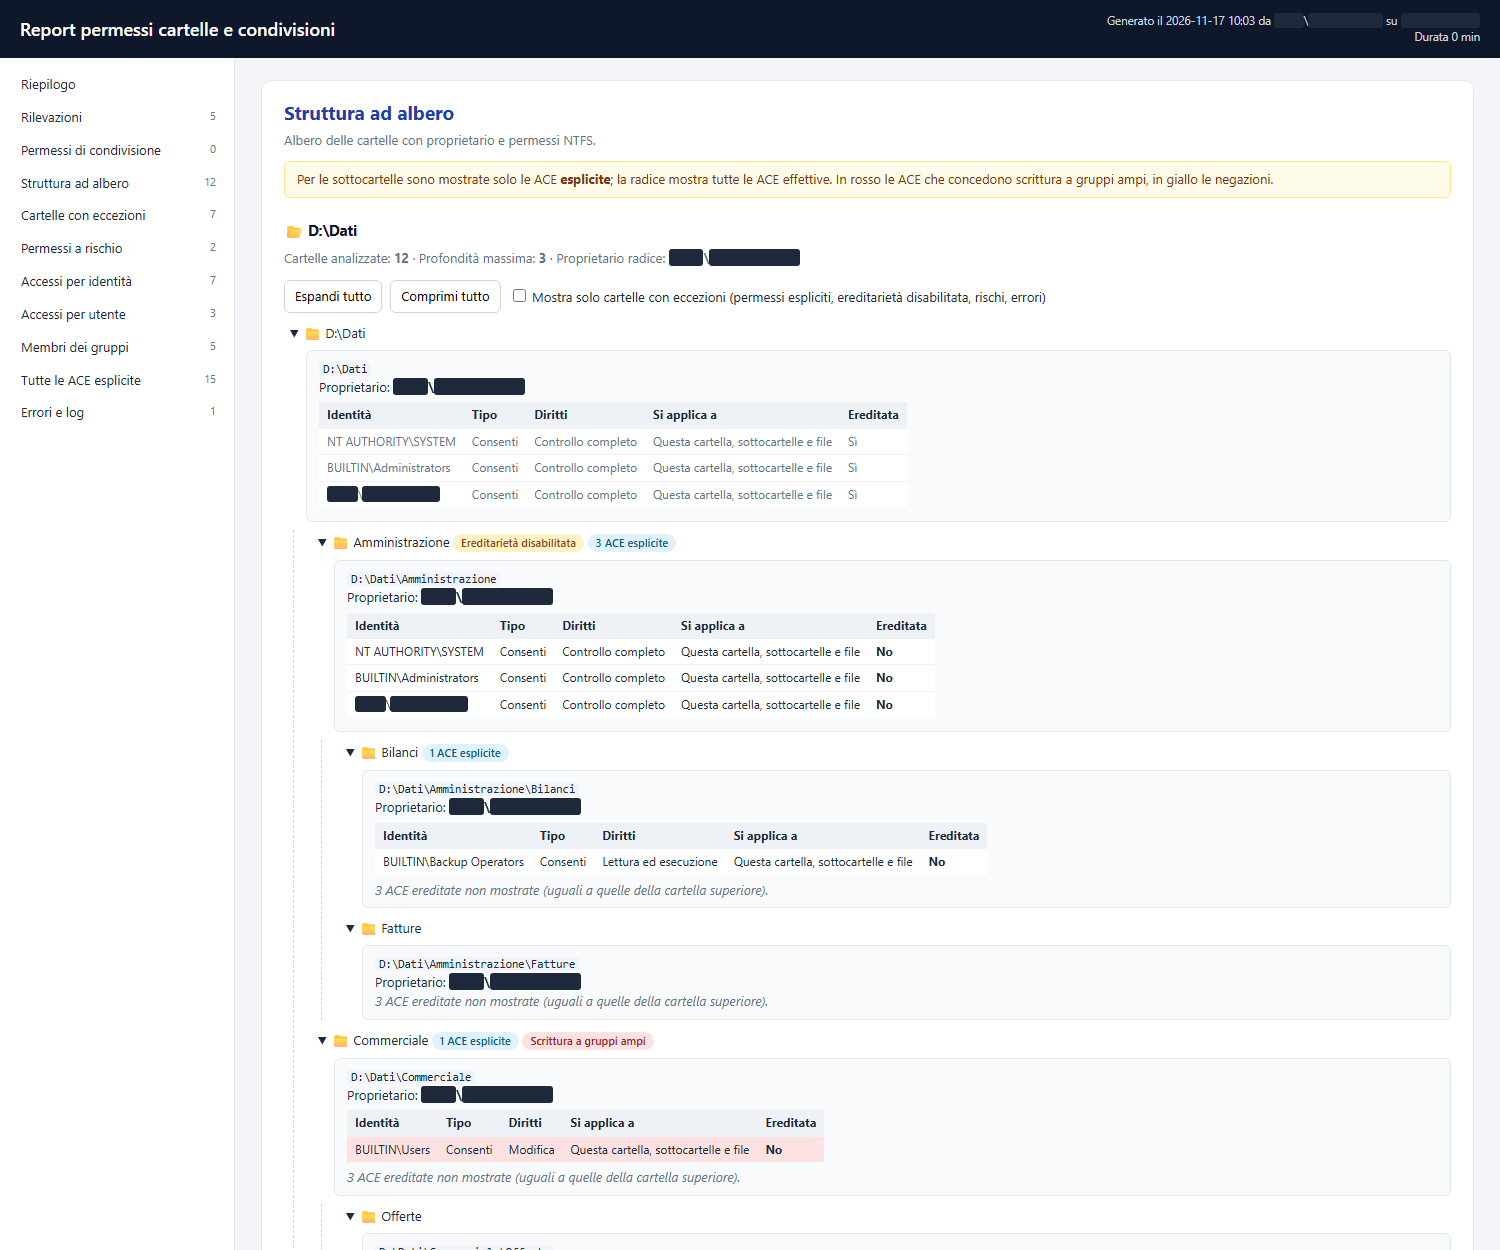 Report permessi cartelle e condivisioni
Generato il 2026-11-17 10:03 da \ su
Durata 0 min
Riepilogo
Rilevazioni 5
Permessi di condivisione 0
Struttura ad albero 12
Cartelle con eccezioni 7
Permessi a rischio 2
Accessi per identità 7
Accessi per utente 3
Membri dei gruppi 5
Tutte le ACE esplicite 15
Errori e log 1
Struttura ad albero
Albero delle cartelle con proprietario e permessi NTFS.
Per le sottocartelle sono mostrate solo le ACE esplicite; la radice mostra tutte le ACE effettive. In rosso le ACE che concedono scrittura a gruppi ampi, in giallo le negazioni.
D:\Dati
Cartelle analizzate: 12 · Profondità massima: 3 · Proprietario radice: \
Espandi tutto Comprimi tutto Mostra solo cartelle con eccezioni (permessi espliciti, ereditarietà disabilitata, rischi, errori)
D:\Dati
D:\Dati
Proprietario: \
Identità Tipo Diritti Si applica a Ereditata
NT AUTHORITY\SYSTEM Consenti Controllo completo Questa cartella, sottocartelle e file Sì
BUILTIN\Administrators Consenti Controllo completo Questa cartella, sottocartelle e file Sì
\ Consenti Controllo completo Questa cartella, sottocartelle e file Sì
Amministrazione Ereditarietà disabilitata 3 ACE esplicite
D:\Dati\Amministrazione
Proprietario: \
Identità Tipo Diritti Si applica a Ereditata
NT AUTHORITY\SYSTEM Consenti Controllo completo Questa cartella, sottocartelle e file No
BUILTIN\Administrators Consenti Controllo completo Questa cartella, sottocartelle e file No
\ Consenti Controllo completo Questa cartella, sottocartelle e file No
Bilanci 1 ACE esplicite
D:\Dati\Amministrazione\Bilanci
Proprietario: \
Identità Tipo Diritti Si applica a Ereditata
BUILTIN\Backup Operators Consenti Lettura ed esecuzione Questa cartella, sottocartelle e file No
3 ACE ereditate non mostrate (uguali a quelle della cartella superiore).
Fatture
D:\Dati\Amministrazione\Fatture
Proprietario: \
3 ACE ereditate non mostrate (uguali a quelle della cartella superiore).
Commerciale 1 ACE esplicite Scrittura a gruppi ampi
D:\Dati\Commerciale
Proprietario: \
Identità Tipo Diritti Si applica a Ereditata
BUILTIN\Users Consenti Modifica Questa cartella, sottocartelle e file No
3 ACE ereditate non mostrate (uguali a quelle della cartella superiore).
Offerte